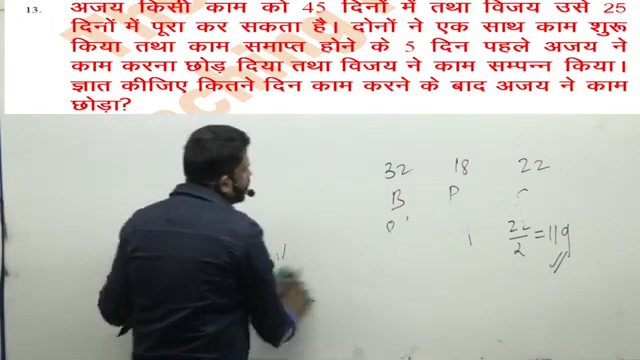 13. अजय किसी काम को 45 दिनों में तथा विजय उसे 25
दिनों में पूरा कर सकता है। दोनों ने एक साथ काम शुरू
किया तथा काम समाप्त होने के 5 दिन पहले अजय ने
काम करना छोड़ दिया तथा विजय ने काम सम्पन्न किया।
ज्ञात कीजिए कितने दिन काम करने के बाद अजय ने काम
छोड़ा?
32 18 22
B P
22/2 = 119